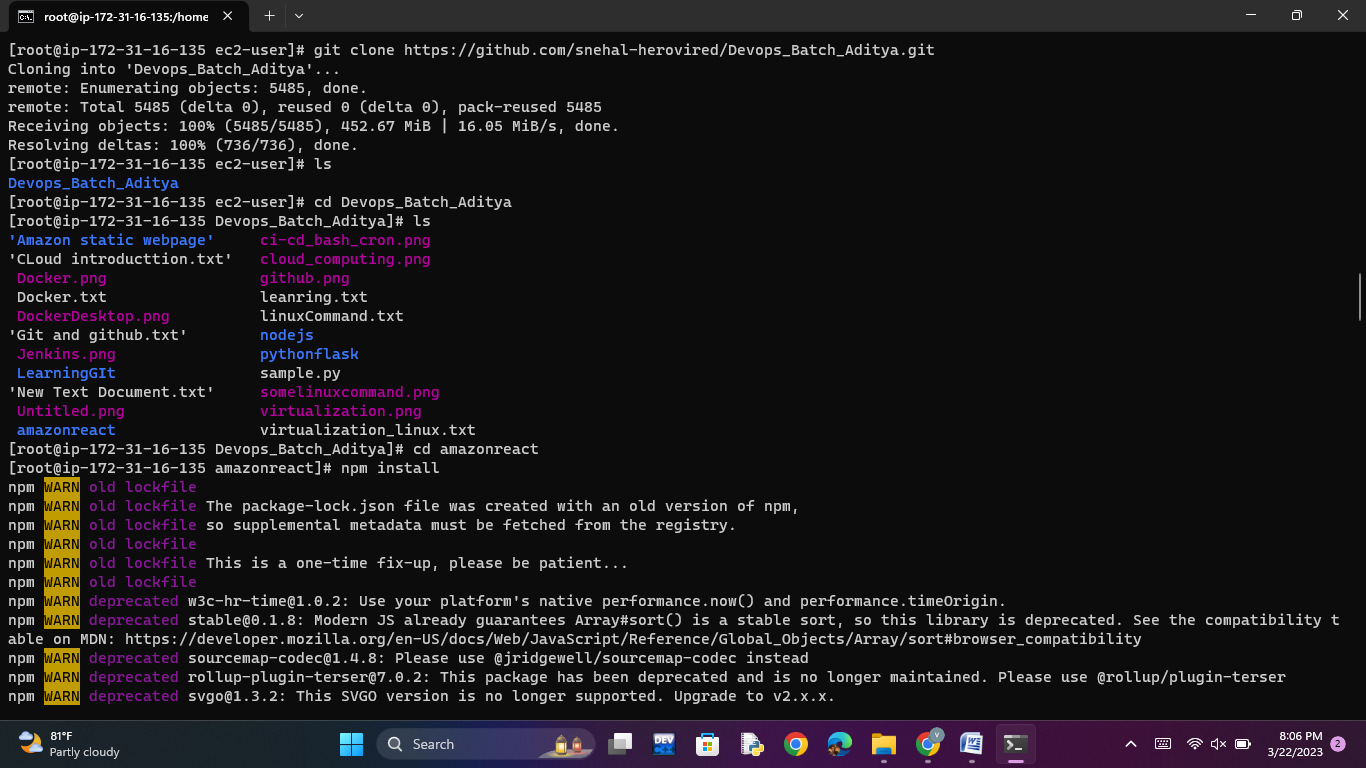 root@ip-172-31-16-135:/home
[root@ip-172-31-16-135 ec2-user]# git clone https://github.com/snehal-herovired/Devops_Batch_Aditya.git
Cloning into 'Devops_Batch_Aditya'...
remote: Enumerating objects: 5485, done.
remote: Total 5485 (delta 0), reused 0 (delta 0), pack-reused 5485
Receiving objects: 100% (5485/5485), 452.67 MiB | 16.05 MiB/s, done.
Resolving deltas: 100% (736/736), done.
[root@ip-172-31-16-135 ec2-user]# ls
Devops_Batch_Aditya
[root@ip-172-31-16-135 ec2-user]# cd Devops_Batch_Aditya
[root@ip-172-31-16-135 Devops_Batch_Aditya]# ls
'Amazon static webpage'     ci-cd_bash_cron.png
'CLoud introducttion.txt'   cloud_computing.png
Docker.png                 github.png
Docker.txt                 leanring.txt
DockerDesktop.png          linuxCommand.txt
'Git and github.txt'        nodejs
Jenkins.png                pythonflask
LearningGIt                sample.py
'New Text Document.txt'     somelinuxcommand.png
Untitled.png               virtualization.png
amazonreact                virtualization_linux.txt
[root@ip-172-31-16-135 Devops_Batch_Aditya]# cd amazonreact
[root@ip-172-31-16-135 amazonreact]# npm install
npm WARN old lockfile
npm WARN old lockfile The package-lock.json file was created with an old version of npm,
npm WARN old lockfile so supplemental metadata must be fetched from the registry.
npm WARN old lockfile
npm WARN old lockfile This is a one-time fix-up, please be patient...
npm WARN old lockfile
npm WARN deprecated w3c-hr-time@1.0.2: Use your platform's native performance.now() and performance.timeOrigin.
npm WARN deprecated stable@0.1.8: Modern JS already guarantees Array#sort() is a stable sort, so this library is deprecated. See the compatibility t
able on MDN: https://developer.mozilla.org/en-US/docs/Web/JavaScript/Reference/Global_Objects/Array/sort#browser_compatibility
npm WARN deprecated sourcemap-codec@1.4.8: Please use @jridgewell/sourcemap-codec instead
npm WARN deprecated rollup-plugin-terser@7.0.2: This package has been deprecated and is no longer maintained. Please use @rollup/plugin-terser
npm WARN deprecated svgo@1.3.2: This SVGO version is no longer supported. Upgrade to v2.x.x.
81°F
Partly cloudy
Search
DEV
8:06 PM
3/22/2023
2